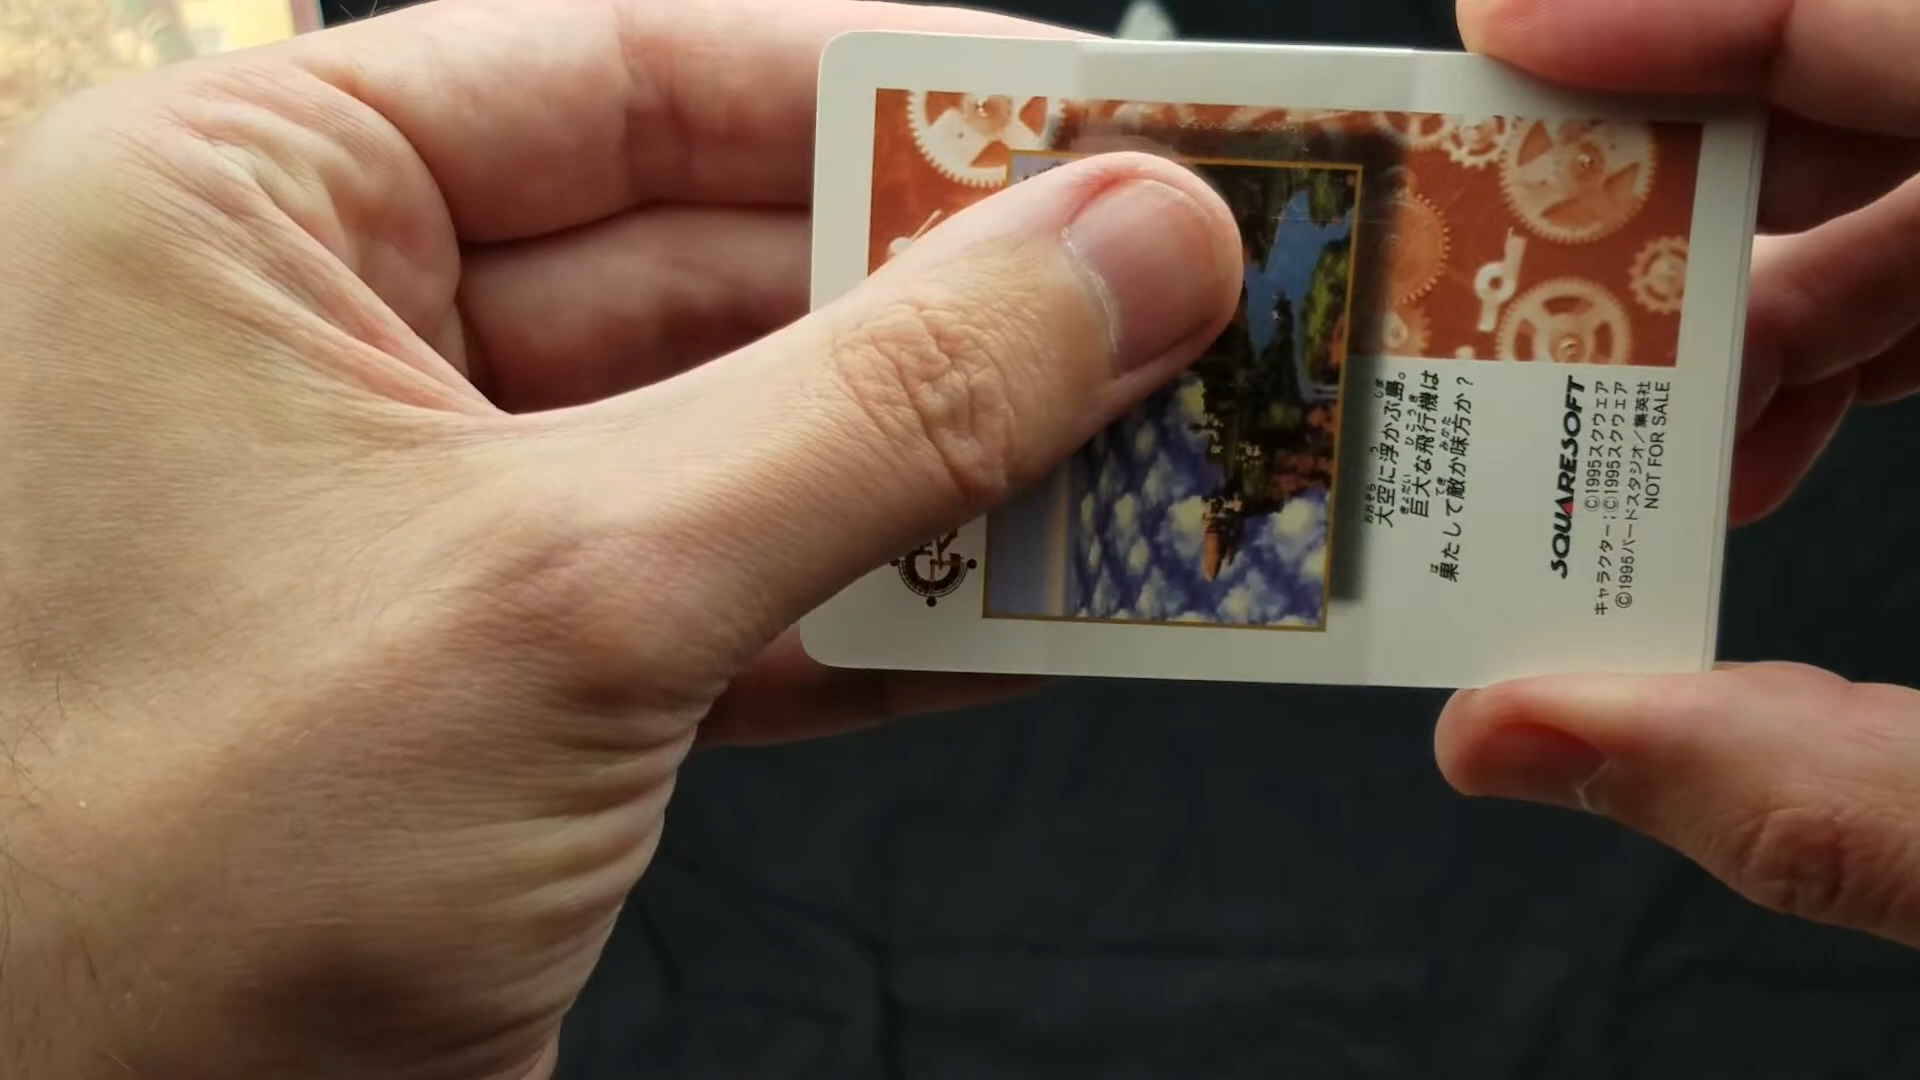 大空に浮かぶ島。
巨大な飛行機は
果たして敵か味方か?
SQUARESOFT
©1995スクウェア
キャラクター:©1995スクウェア
©1995バードスタジオ/集英社
NOT FOR SALE